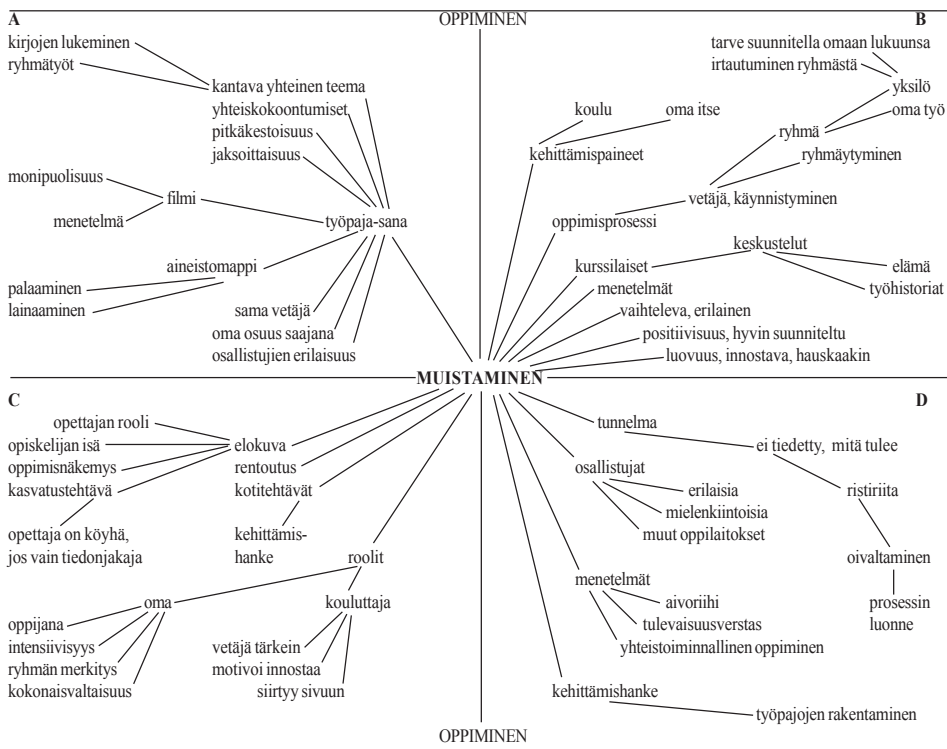 OPPIMINEN
A
kirjojen lukeminen
ryhmätyöt
kantava yhteinen teema
yhteiskokoontumiset
pitkäkestoisuus
jaksoittaisuus
monipuolisuus
filmi
menetelmä
työpaja-sana
aineistomappi
palaaminen
lainaaminen
sama vetäjä
oma osuus saajana
osallistujien erilaisuus
B
tarve suunnitella omaan lukuunsa
irtautuminen ryhmästä
yksilö
koulu
oma itse
oma työ
ryhmä
kehittämispaineet
ryhmäytyminen
vetäjä, käynnistyminen
oppimisprosessi
keskustelut
kurssilaiset
elämä
menetelmät
työhistoriat
vaihteleva, erilainen
positiivisuus, hyvin suunniteltu
luovuus, innostava, hauskaakin
MUISTAMINEN
C
opettajan rooli
opiskelijan isä
elokuva
oppimisnäkemys
rentoutus
kasvatustehtävä
kotitehtävät
opettaja on köyhä,
jos vain tiedonjakaja
kehittämis-
hanke
roolit
oma
kouluttaja
oppijana
intensiivisyys
ryhmän merkitys
kokonaisvaltaisuus
vetäjä tärkein
motivoi innostaa
siirtyy sivuun
D
tunnelma
ei tiedetty, mitä tulee
osallistujat
erilaisia
mielenkiintoisia
muut oppilaitokset
ristiriita
oivaltaminen
menetelmät
aivoriihi
tulevaisuusverstas
yhteistoiminnallinen oppiminen
prosessin
luonne
kehittämishanke
työpajojen rakentaminen
OPPIMINEN